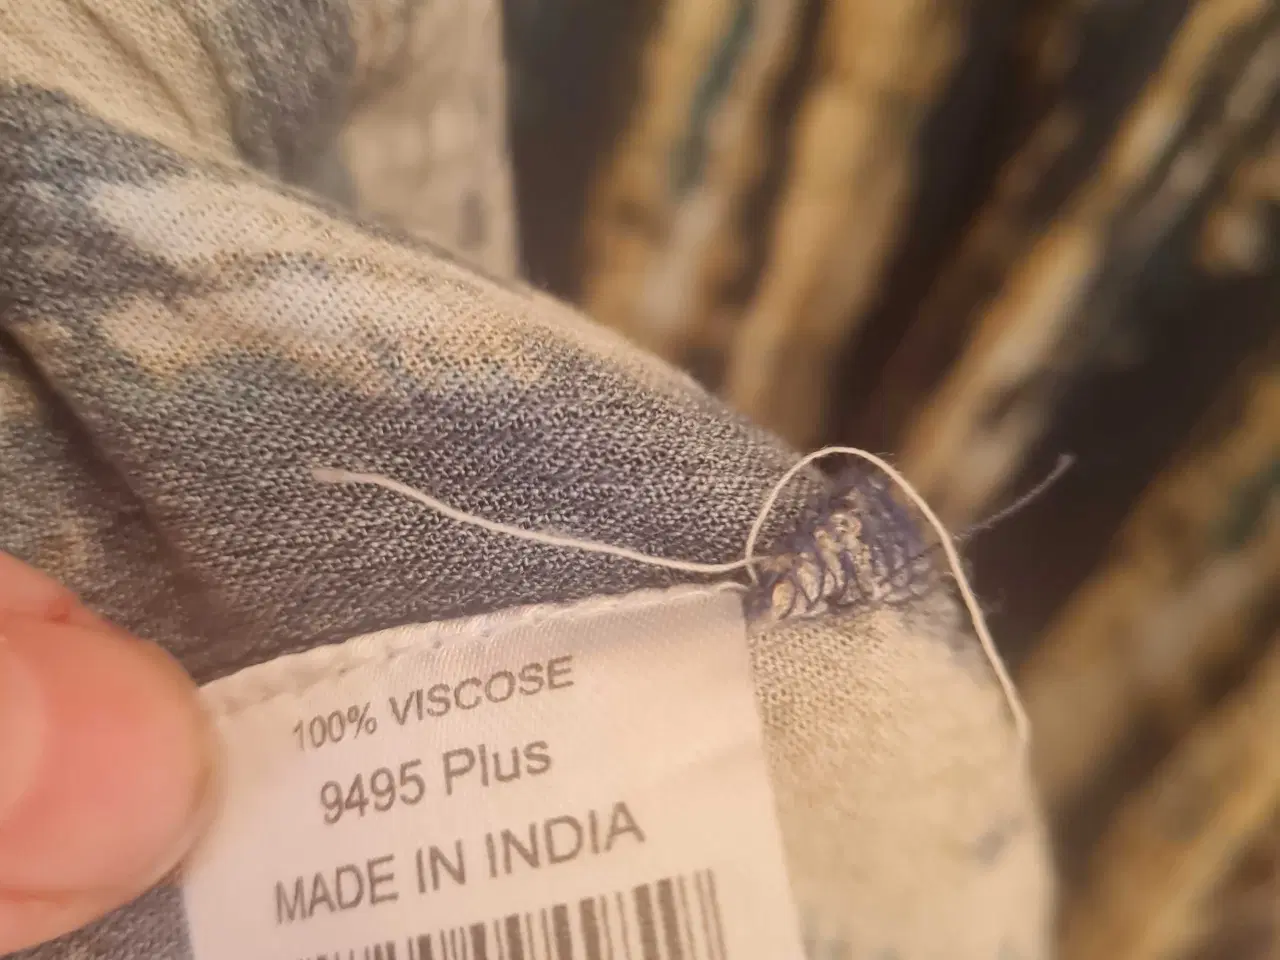 100% VISCOSE
9495 Plus
MADE IN INDIA